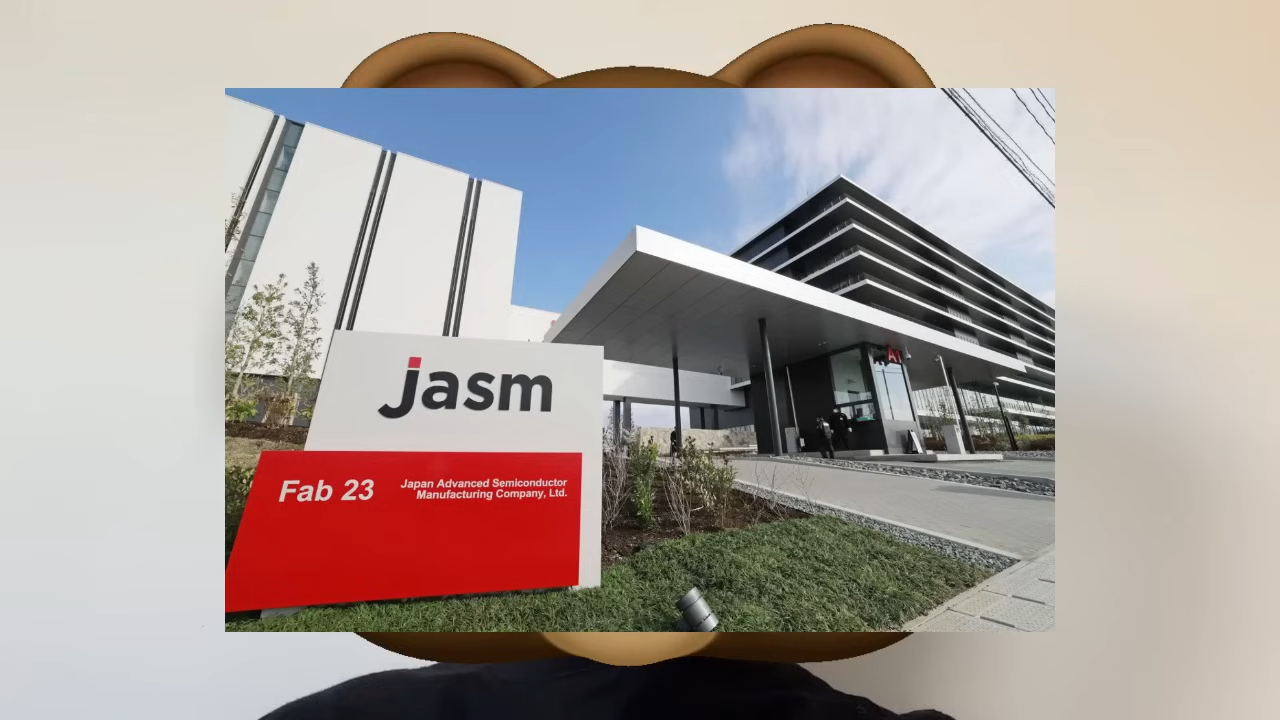 jasm
Fab 23
Japan Advanced Semiconductor
Manufacturing Company, Ltd.